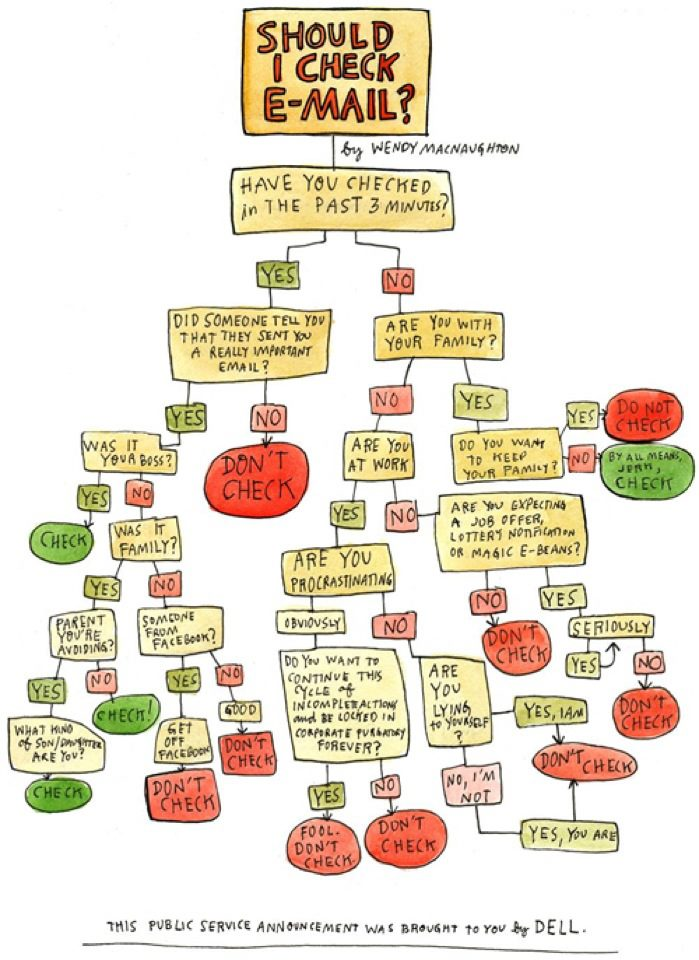 SHOULD
I CHECK
E-MAIL?
by WENDY MACNAUGHTON
HAVE YOU CHECKED
in THE PAST 3 MINUTES?
YES
NO
DID SOMEONE TELL YOU
THAT THEY SENT YOU
A REALLY IMPORTANT
EMAIL?
ARE YOU WITH
YOUR FAMILY?
YES
NO
NO
YES
WAS IT
YOUR BOSS?
DON'T
CHECK
ARE YOU
AT WORK
DO YOU WANT
TO KEEP
YOUR FAMILY?
YES
DO NOT
CHECK
NO
BY ALL MEANS,
JERK,
CHECK
YES
NO
CHECK
WAS IT
FAMILY?
YES
NO
ARE YOU EXPECTING
A JOB OFFER,
LOTTERY NOTIFICATION
OR MAGIC E-BEANS?
YES
NO
ARE YOU
PROCRASTINATING
NO
YES
PARENT
YOU'RE
AVOIDING?
SOMEONE
FROM
FACEBOOK?
OBVIOUSLY
NO
DON'T
CHECK
SERIOUSLY
YES
NO
DON'T
CHECK
YES
NO
CHECK!
YES
NO
GOOD
WHAT KIND
of SON/DAUGHTER
ARE YOU?
CHECK
GET
OFF
FACEBOOK
DON'T
CHECK
DON'T
CHECK
DO YOU WANT TO
CONTINUE THIS
CYCLE of
INCOMPLETE ACTIONS
AND BE LOCKED IN
CORPORATE PURGATORY
FOREVER?
YES
NO
FOOL.
DON'T
CHECK.
DON'T
CHECK
ARE
YOU
LYING
to YOURSELF
?
YES, I AM
DON'T CHECK
NO, I'M
NOT
YES, YOU ARE
THIS PUBLIC SERVICE ANNOUNCEMENT WAS BROUGHT TO YOU by DELL.